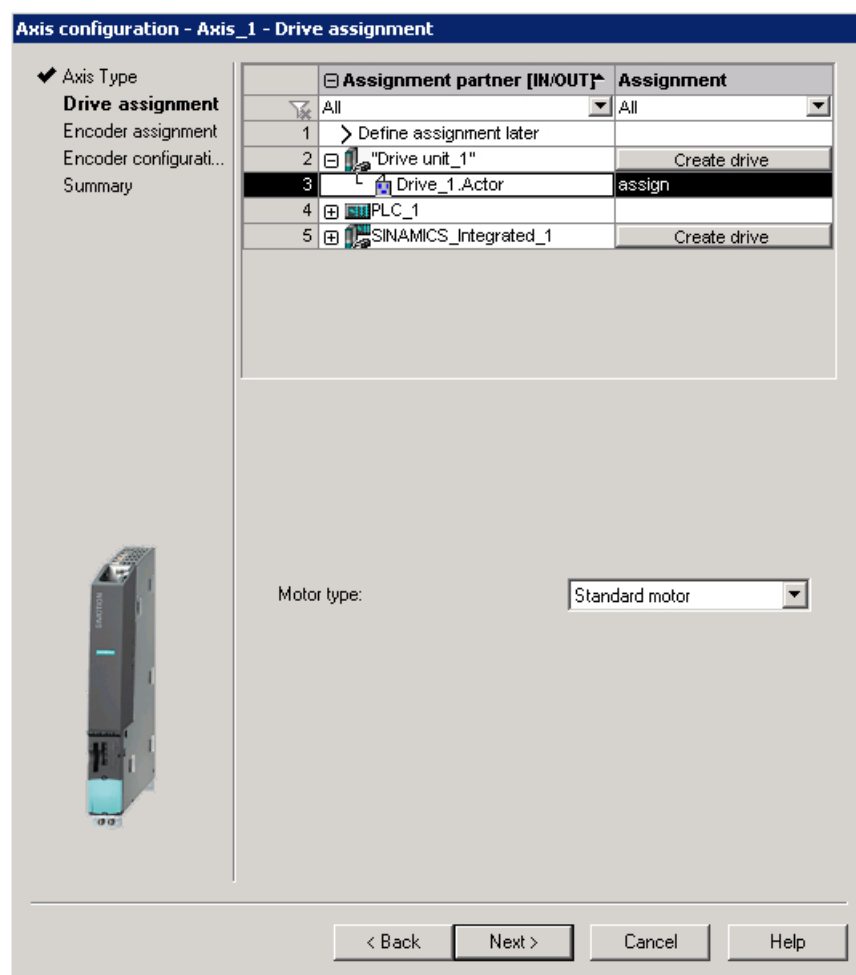 Axis configuration - Axis_1 - Drive assignment
Axis Type
Drive assignment
Encoder assignment
Encoder configurati...
Summary
Assignment partner [IN/OUT] Assignment
All All
1 Define assignment later
2 "Drive unit_1" Create drive
3 Drive_1.Actor assign
4 PLC_1
5 SINAMICS_Integrated_1 Create drive
SIMOTION
Motor type: Standard motor
< Back Next > Cancel Help